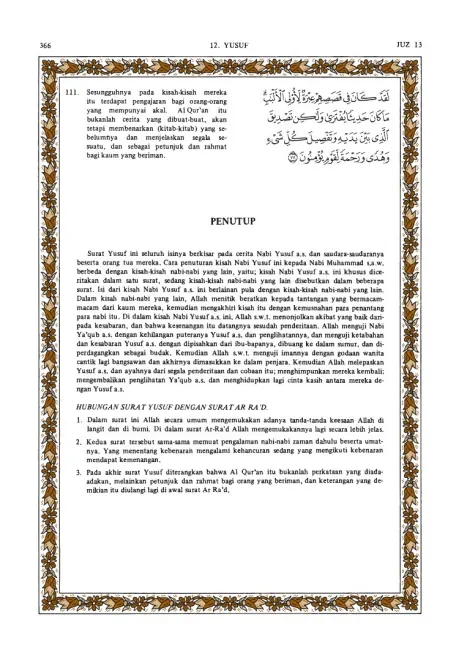 366
12. YUSUF
JUZ 13
111. Sesungguhnya pada kisah-kisah mereka
itu terdapat pengajaran bagi orang-orang
yang mempunyai akal. Al Qur'an itu
bukanlah cerita yang dibuat-buat, akan
tetapi membenarkan (kitab-kitab) yang se-
belumnya dan menjelaskan segala se-
suatu, dan sebagai petunjuk dan rahmat
bagi kaum yang beriman.
لَقَدْ كَانَ فِي قَصَصِهِمْ عِبْرَةٌ لِأُولِي الْأَلْبَابِ
مَا كَانَ حَدِيثًا يُفْتَرَىٰ وَلَٰكِن تَصْدِيقَ
الَّذِي بَيْنَ يَدَيْهِ وَتَفْصِيلَ كُلِّ شَيْءٍ
وَهُدًى وَرَحْمَةً لِّقَوْمٍ يُؤْمِنُونَ ۝
PENUTUP
Surat Yusuf ini seluruh isinya berkisar pada cerita Nabi Yusuf a.s. dan saudara-saudaranya
beserta orang tua mereka. Cara penuturan kisah Nabi Yusuf ini kepada Nabi Muhammad s.a.w.
berbeda dengan kisah-kisah nabi-nabi yang lain, yaitu; kisah Nabi Yusuf a.s. ini khusus dice-
ritakan dalam satu surat, sedang kisah-kisah nabi-nabi yang lain disebutkan dalam beberapa
surat. Isi dari kisah Nabi Yusuf a.s. ini berlainan pula dengan kisah-kisah nabi-nabi yang lain.
Dalam kisah nabi-nabi yang lain, Allah menitik beratkan kepada tantangan yang bermacam-
macam dari kaum mereka, kemudian mengakhiri kisah itu dengan kemusnahan para penantang
para nabi itu. Di dalam kisah Nabi Yusuf a.s. ini, Allah s.w.t. menonjolkan akibat yang baik dari-
pada kesabaran, dan bahwa kesenangan itu datangnya sesudah penderitaan. Allah menguji Nabi
Ya'qub a.s. dengan kehilangan puteranya Yusuf a.s. dan penglihatannya, dan menguji ketabahan
dan kesabaran Yusuf a.s. dengan dipisahkan dari ibu-bapanya, dibuang ke dalam sumur, dan di-
perdagangkan sebagai budak. Kemudian Allah s.w.t. menguji imannya dengan godaan wanita
cantik lagi bangsawan dan akhirnya dimasukkan ke dalam penjara. Kemudian Allah melepaskan
Yusuf a.s. dan ayahnya dari segala penderitaan dan cobaan itu; menghimpunkan mereka kembali;
mengembalikan penglihatan Ya'qub a.s. dan menghidupkan lagi cinta kasih antara mereka de-
ngan Yusuf a.s.
HUBUNGAN SURAT YUSUF DENGAN SURAT AR RA'D.
1. Dalam surat ini Allah secara umum mengemukakan adanya tanda-tanda keesaan Allah di
langit dan di bumi. Di dalam surat Ar-Ra'd Allah mengemukakannya lagi secara lebih jelas.
2. Kedua surat tersebut sama-sama memuat pengalaman nabi-nabi zaman dahulu beserta umat-
nya. Yang menentang kebenaran mengalami kehancuran sedang yang mengikuti kebenaran
mendapat kemenangan.
3. Pada akhir surat Yusuf diterangkan bahwa Al Qur'an itu bukanlah perkataan yang diada-
adakan, melainkan petunjuk dan rahmat bagi orang yang beriman, dan keterangan yang de-
mikian itu diulangi lagi di awal surat Ar Ra'd.